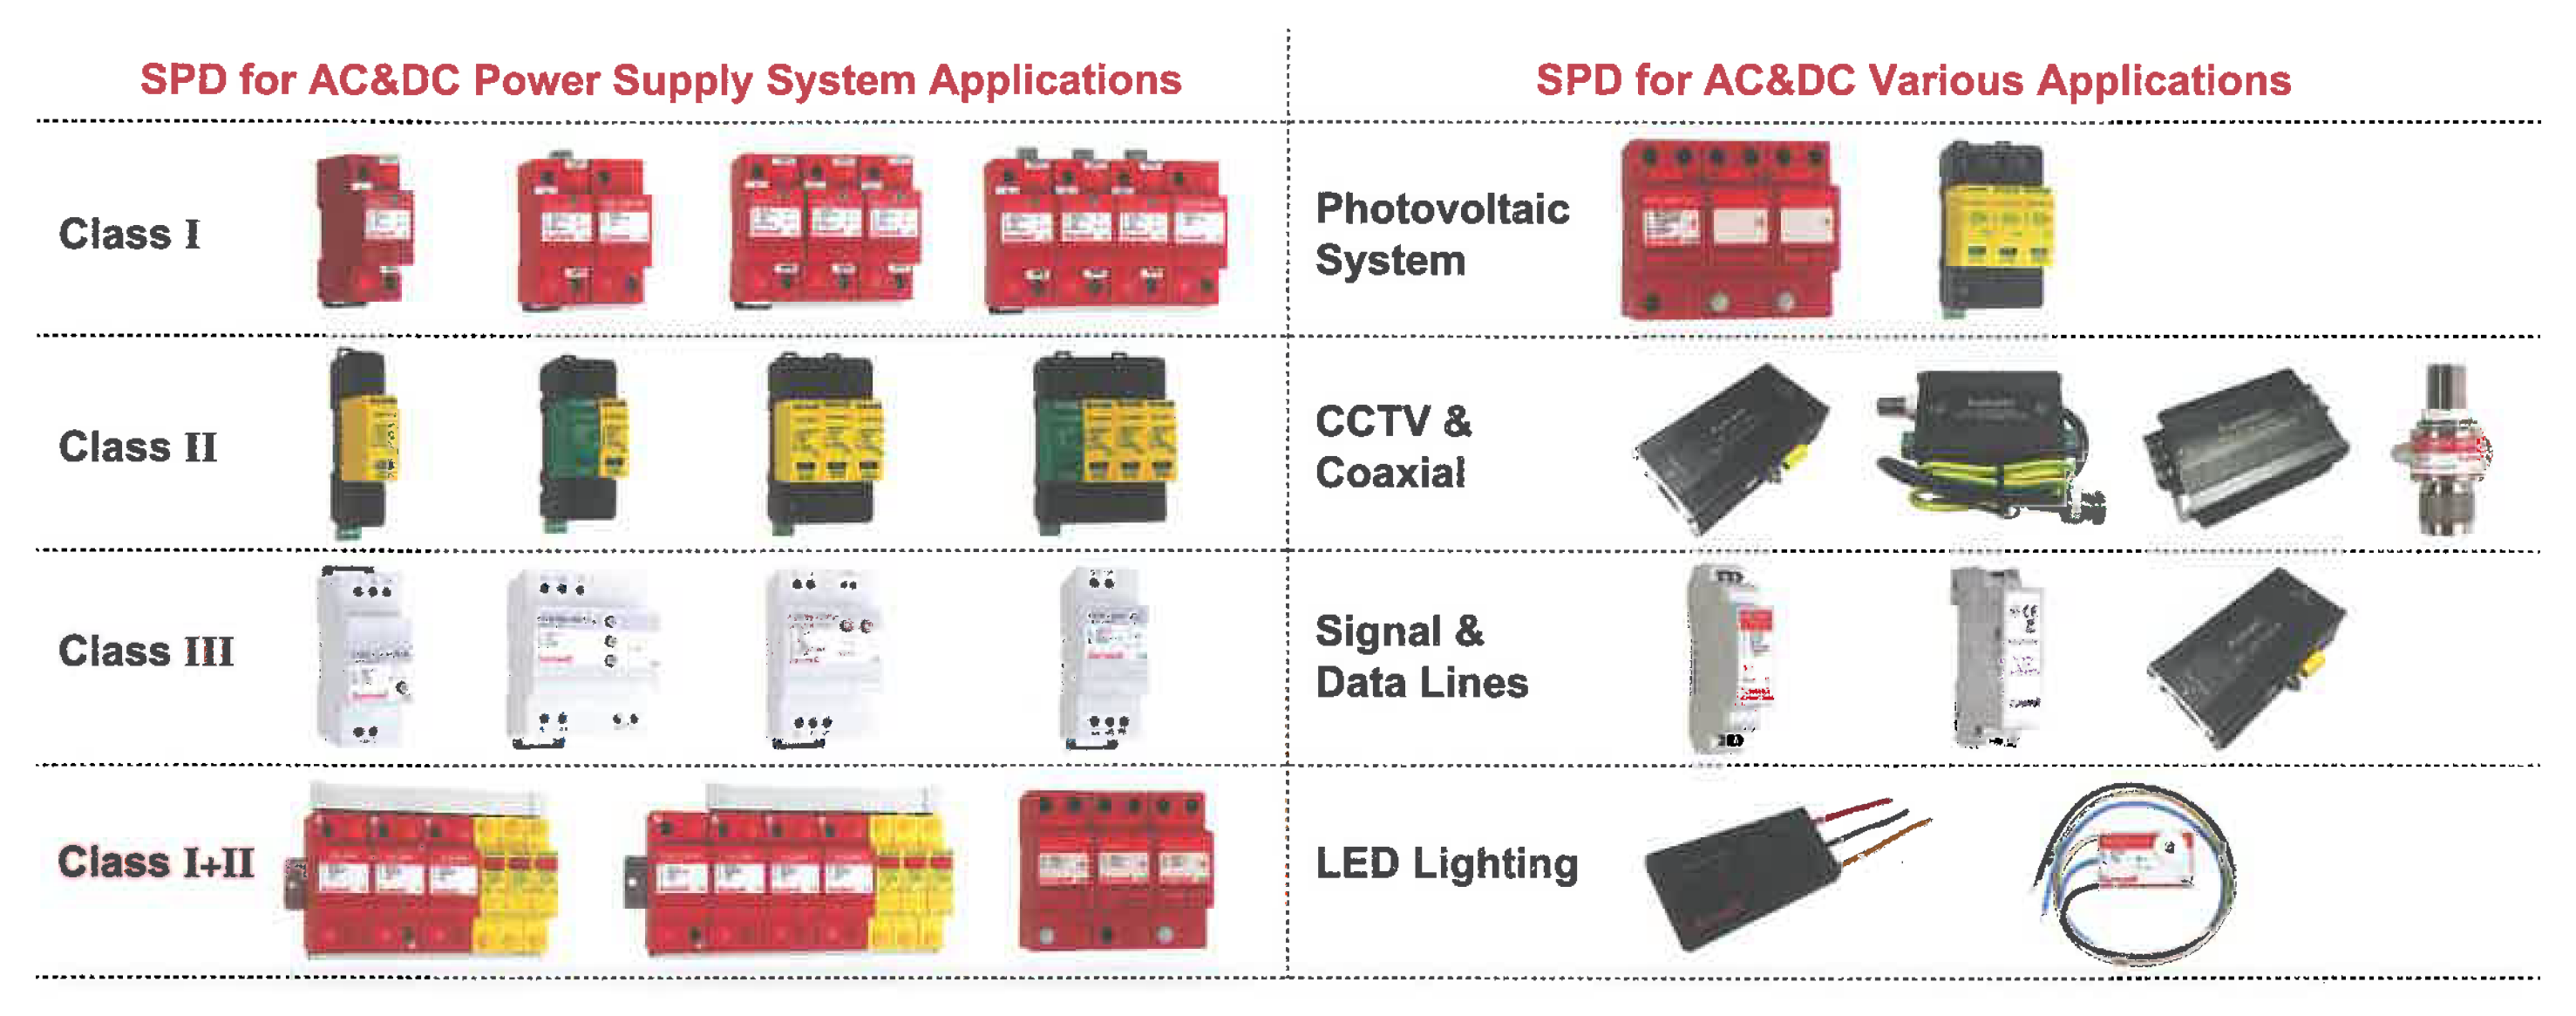 SPD for AC&DC Power Supply System Applications
SPD for AC&DC Various Applications
Class I
Photovoltaic
System
Class II
CCTV &
Coaxial
Class III
Signal &
Data Lines
Class I+II
LED Lighting